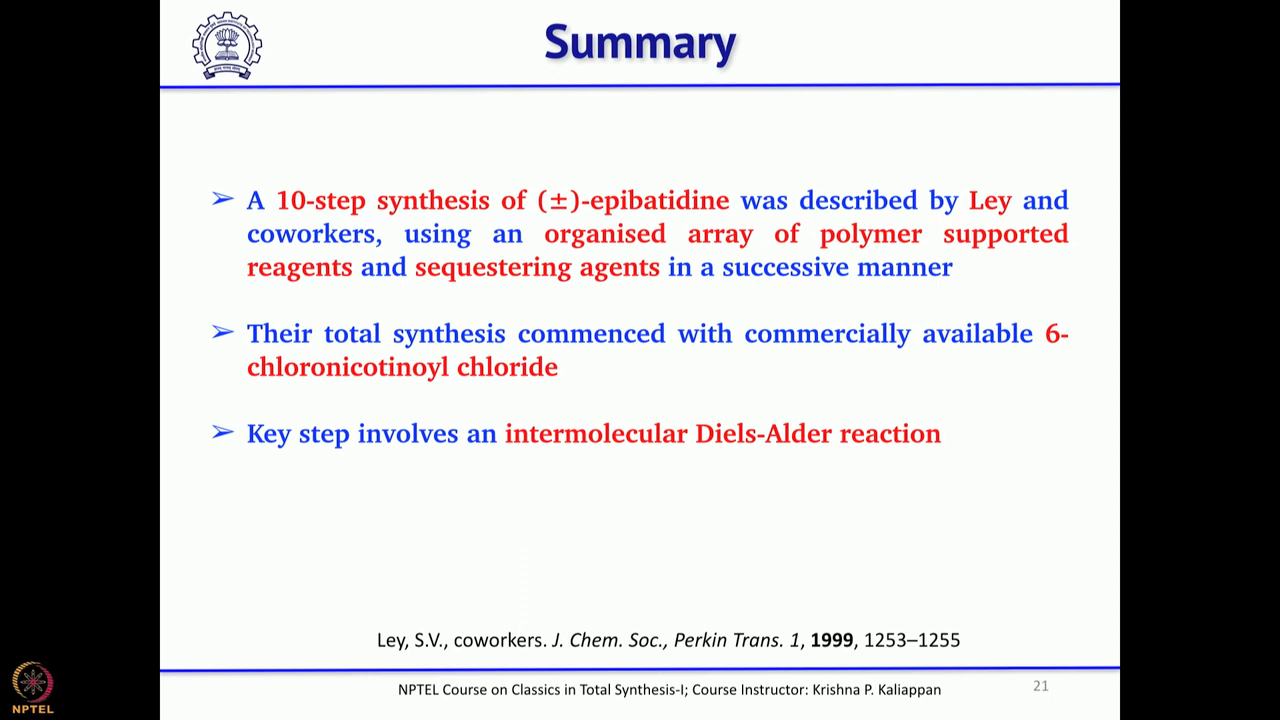 Summary
➢ A 10-step synthesis of (±)-epibatidine was described by Ley and
coworkers, using an organised array of polymer supported
reagents and sequestering agents in a successive manner
➢ Their total synthesis commenced with commercially available 6-
chloronicotinoyl chloride
➢ Key step involves an intermolecular Diels-Alder reaction
Ley, S.V., coworkers. J. Chem. Soc., Perkin Trans. 1, 1999, 1253–1255
NPTEL Course on Classics in Total Synthesis-I; Course Instructor: Krishna P. Kaliappan
21
NPTEL